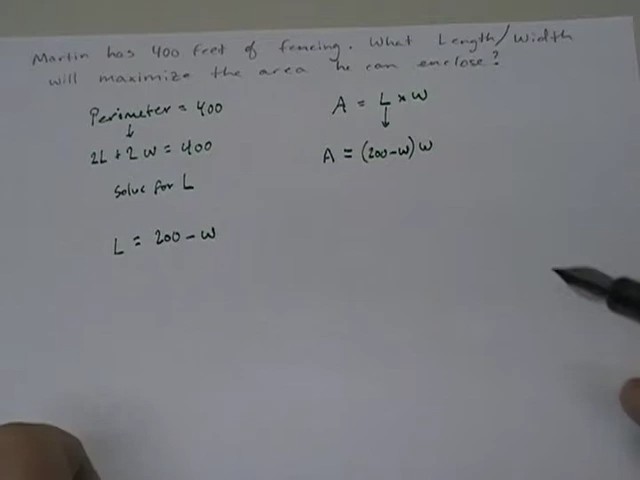 Martin has 400 feet of fencing. What Length/Width
will maximize the area he can enclose?
Perimeter = 400
↓
2L + 2W = 400
Solve for L
L = 200 - W
A = L × W
↓
A = (200-W)W